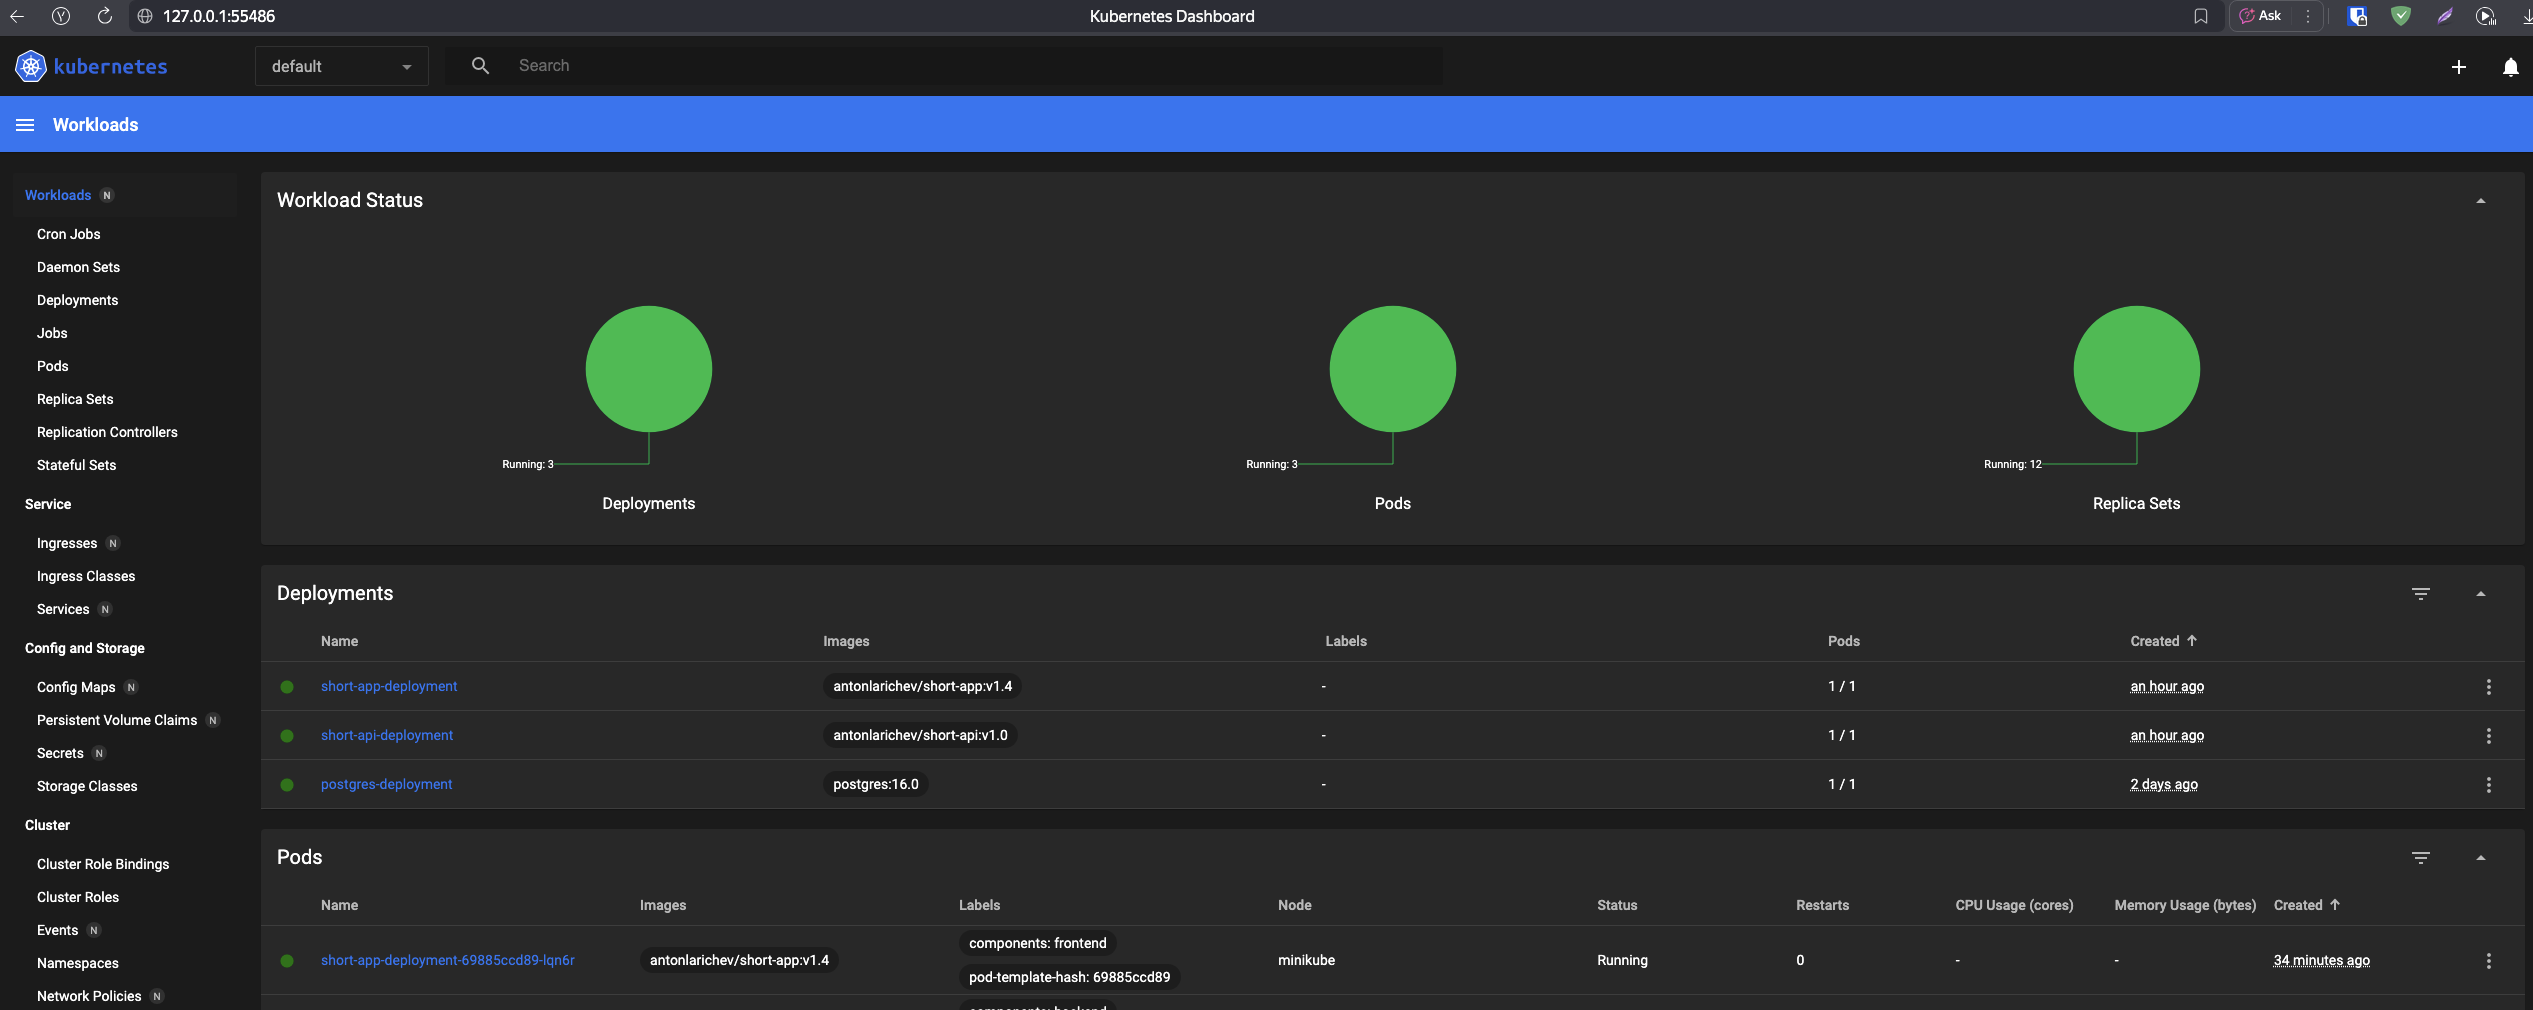 127.0.0.1:55486
Kubernetes Dashboard
Ask
kubernetes
default
Search
Workloads
Workloads N
Cron Jobs
Daemon Sets
Deployments
Jobs
Pods
Replica Sets
Replication Controllers
Stateful Sets
Service
Ingresses N
Ingress Classes
Services N
Config and Storage
Config Maps N
Persistent Volume Claims N
Secrets N
Storage Classes
Cluster
Cluster Role Bindings
Cluster Roles
Events N
Namespaces
Network Policies N
Workload Status
Running: 3
Deployments
Running: 3
Pods
Running: 12
Replica Sets
Deployments
Name Images Labels Pods Created
short-app-deployment antonlarichev/short-app:v1.4 - 1 / 1 an hour ago
short-api-deployment antonlarichev/short-api:v1.0 - 1 / 1 an hour ago
postgres-deployment postgres:16.0 - 1 / 1 2 days ago
Pods
Name Images Labels Node Status Restarts CPU Usage (cores) Memory Usage (bytes) Created
components: frontend
short-app-deployment-69885ccd89-lqn6r antonlarichev/short-app:v1.4 minikube Running 0 - - 34 minutes ago
pod-template-hash: 69885ccd89
components: backend